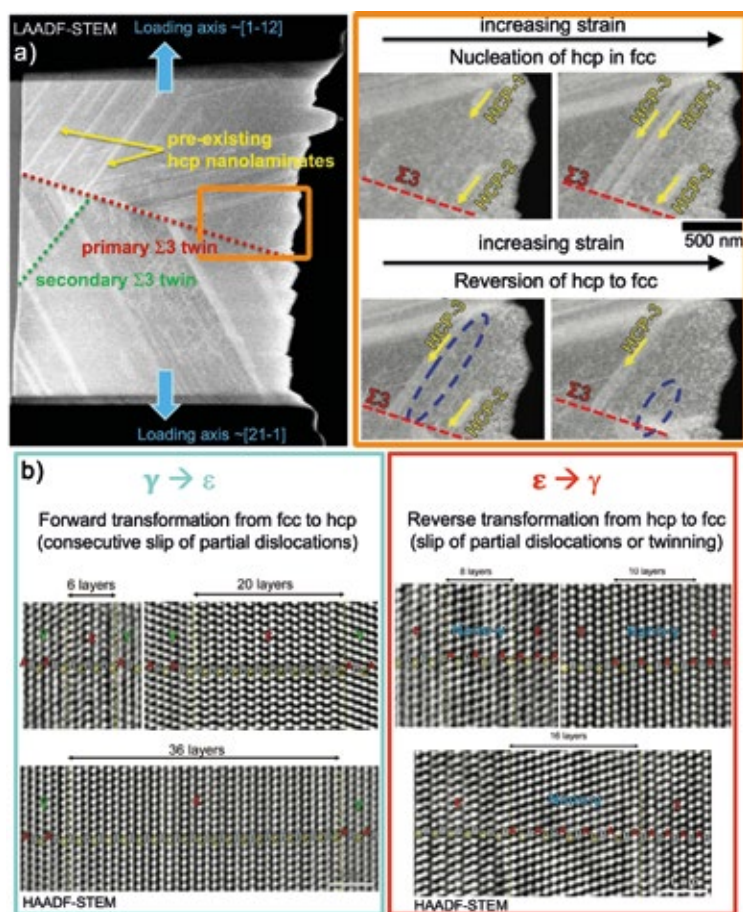 LAADF-STEM
a)
Loading axis ~[1-12]
pre-existing
hcp nanolaminates
primary Σ3 twin
secondary Σ3 twin
Loading axis ~[21-1]
increasing strain
Nucleation of hcp in fcc
HCP-1
HCP-2
Σ3
HCP-3
HCP-1
HCP-2
Σ3
500 nm
increasing strain
Reversion of hcp to fcc
HCP-3
HCP-2
Σ3
HCP-3
Σ3
b)
γ → ε
Forward transformation from fcc to hcp
(consecutive slip of partial dislocations)
6 layers
20 layers
36 layers
HAADF-STEM
ε → γ
Reverse transformation from hcp to fcc
(slip of partial dislocations or twinning)
8 layers
10 layers
16 layers
HAADF-STEM